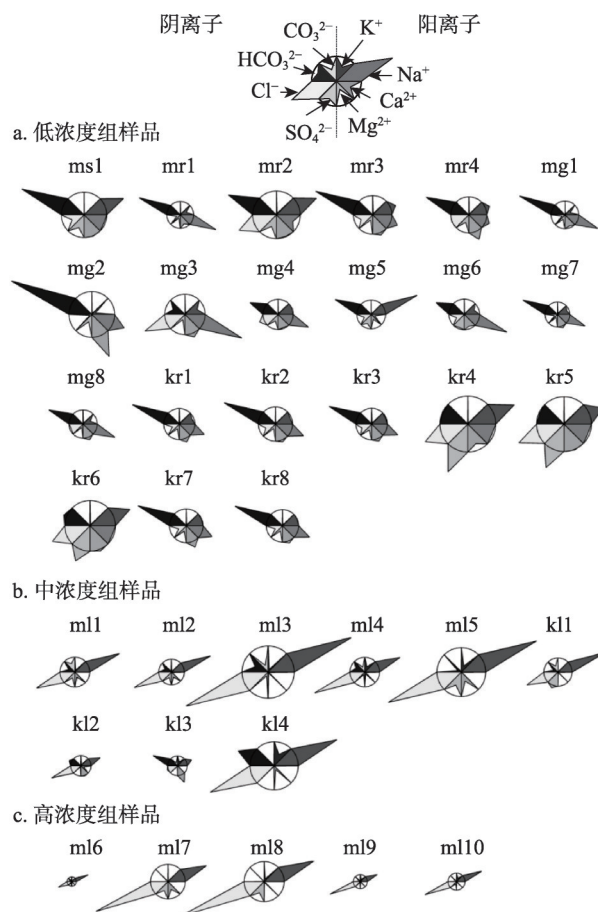 阴离子 阳离子
CO₃²⁻ K⁺
HCO₃²⁻ Na⁺
Cl⁻ Ca²⁺
SO₄²⁻ Mg²⁺
a. 低浓度组样品
ms1 mr1 mr2 mr3 mr4 mg1
mg2 mg3 mg4 mg5 mg6 mg7
mg8 kr1 kr2 kr3 kr4 kr5
kr6 kr7 kr8
b. 中浓度组样品
ml1 ml2 ml3 ml4 ml5 kl1
kl2 kl3 kl4
c. 高浓度组样品
ml6 ml7 ml8 ml9 ml10